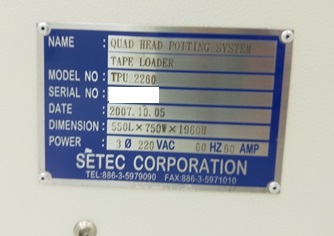 NAME : QUAD HEAD POTTING SYSTEM
TAPE LOADER
MODEL NO : TPU 2260
SERIAL NO :
DATE : 2007.10.05
DIMENSION : 550L×750W×1960H
POWER : 3 Ø 220 VAC 60 HZ 60 AMP
SETEC CORPORATION
TEL:886-3-5979090 FAX:886-3-5971010